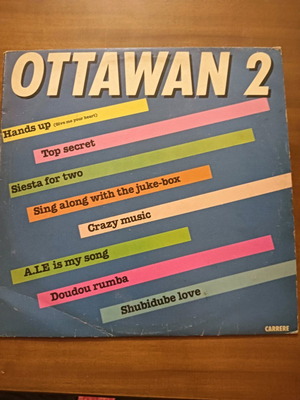 OTTAWAN 2
Hands up (Give me your heart)
Top secret
Siesta for two
Sing along with the juke-box
Crazy music
A.I.E is my song
Doudou rumba
Shubidube love
CARRERE